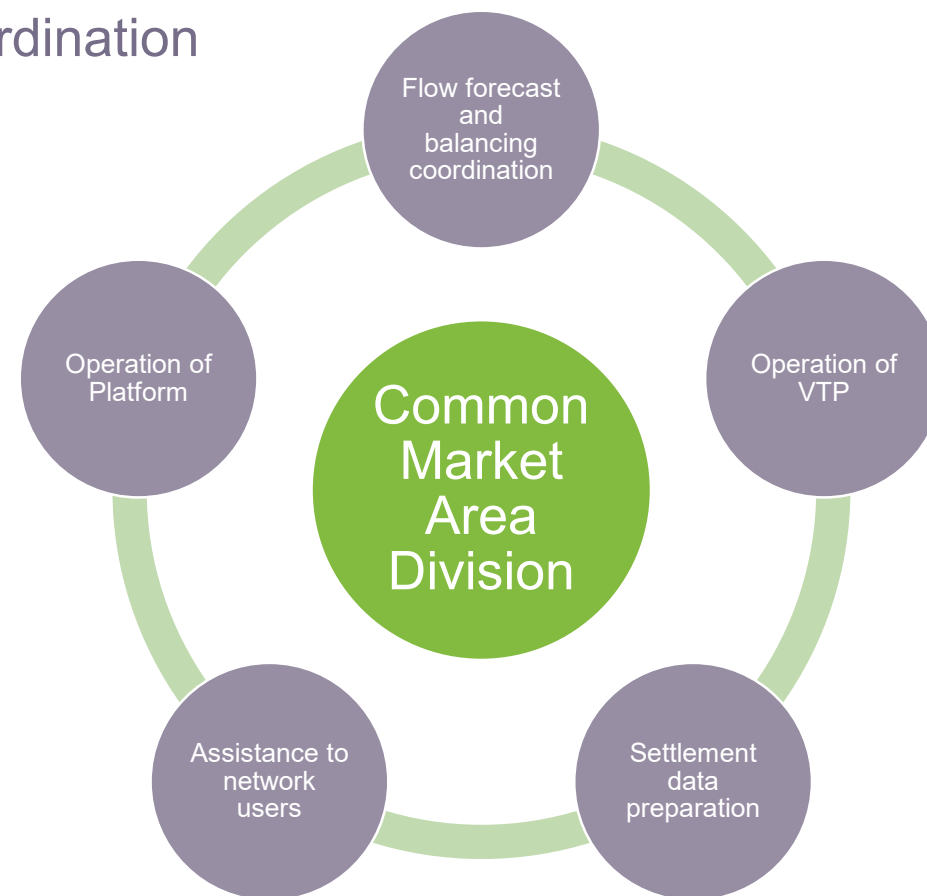 rdination
Flow forecast
and
balancing
coordination
Operation of
Platform
Operation of
VTP
Common
Market
Area
Division
Assistance to
network
users
Settlement
data
preparation